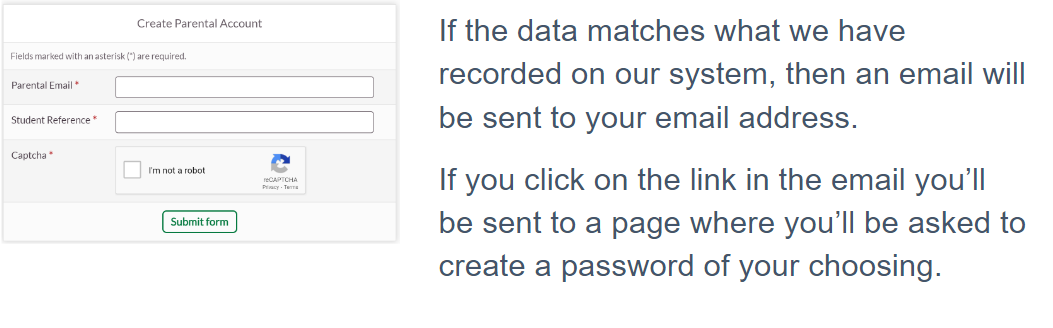 Create Parental Account
Fields marked with an asterisk (*) are required.
Parental Email *
Student Reference *
Captcha *
I'm not a robot
reCAPTCHA
Privacy - Terms
Submit form
If the data matches what we have
recorded on our system, then an email will
be sent to your email address.
If you click on the link in the email you’ll
be sent to a page where you’ll be asked to
create a password of your choosing.